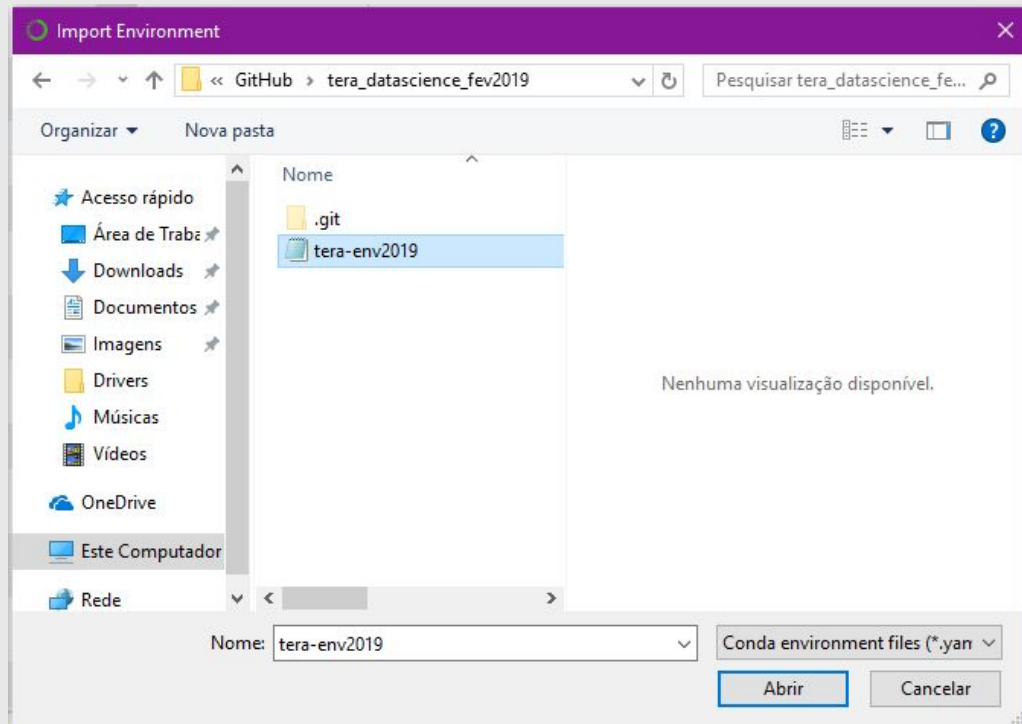 Import Environment
« GitHub > tera_datascience_fev2019
Pesquisar tera_datascience_fe...
Organizar
Nova pasta
Nome
Acesso rápido
Área de Traba
Downloads
Documentos
Imagens
Drivers
Músicas
Vídeos
OneDrive
Este Computador
Rede
.git
tera-env2019
Nenhuma visualização disponível.
Nome: tera-env2019
Conda environment files (*.yam
Abrir
Cancelar